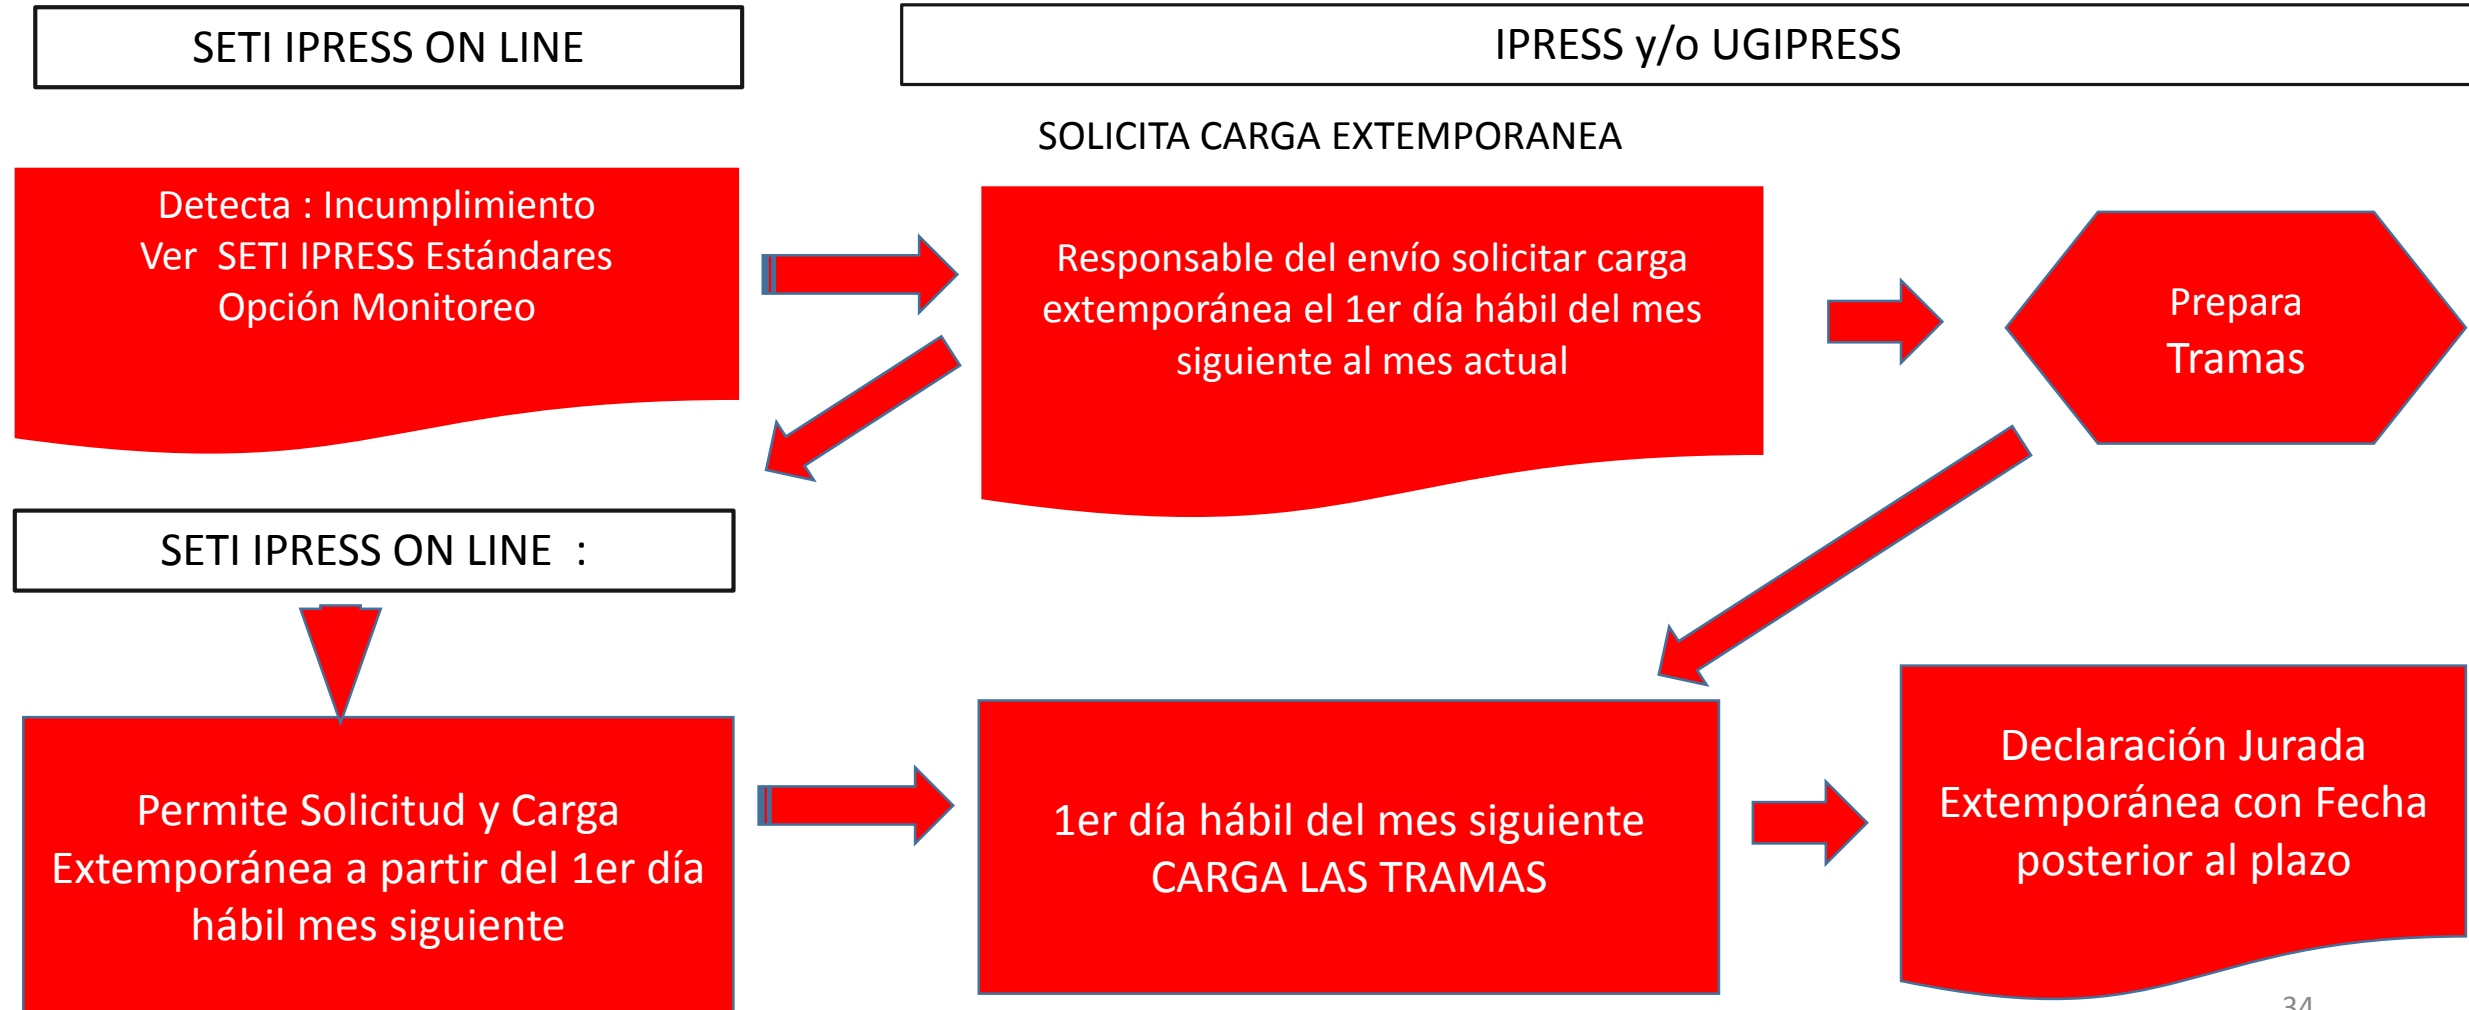 SETI IPRESS ON LINE
IPRESS y/o UGIPRESS
SOLICITA CARGA EXTEMPORANEA
Detecta : Incumplimiento
Ver SETI IPRESS Estándares
Opción Monitoreo
Responsable del envío solicitar carga
extemporánea el 1er día hábil del mes
siguiente al mes actual
Prepara
Tramas
SETI IPRESS ON LINE :
Permite Solicitud y Carga
Extemporánea a partir del 1er día
hábil mes siguiente
1er día hábil del mes siguiente
CARGA LAS TRAMAS
Declaración Jurada
Extemporánea con Fecha
posterior al plazo
34